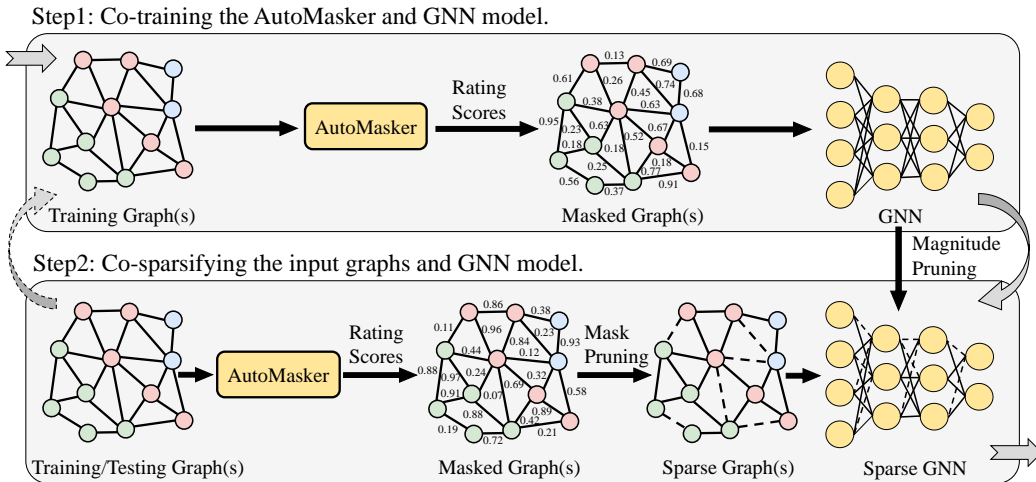 Step1: Co-training the AutoMasker and GNN model.
0.13
0.69
0.61
0.26
0.74
0.45
0.68
0.38
0.63
0.95
0.23
0.63
0.52
0.67
0.18
0.18
0.15
0.25
0.18
0.77
0.56
0.37
0.91
Rating
Scores
AutoMasker
Training Graph(s)
Masked Graph(s)
GNN
Magnitude
Pruning
Step2: Co-sparsifying the input graphs and GNN model.
0.86
0.38
0.11
0.96
0.23
0.84
0.93
0.44
0.12
0.88
0.97
0.24
0.69
0.32
0.91
0.07
0.58
0.88
0.89
0.42
0.19
0.72
0.21
Rating
Scores
Mask
Pruning
AutoMasker
Training/Testing Graph(s)
Masked Graph(s)
Sparse Graph(s)
Sparse GNN